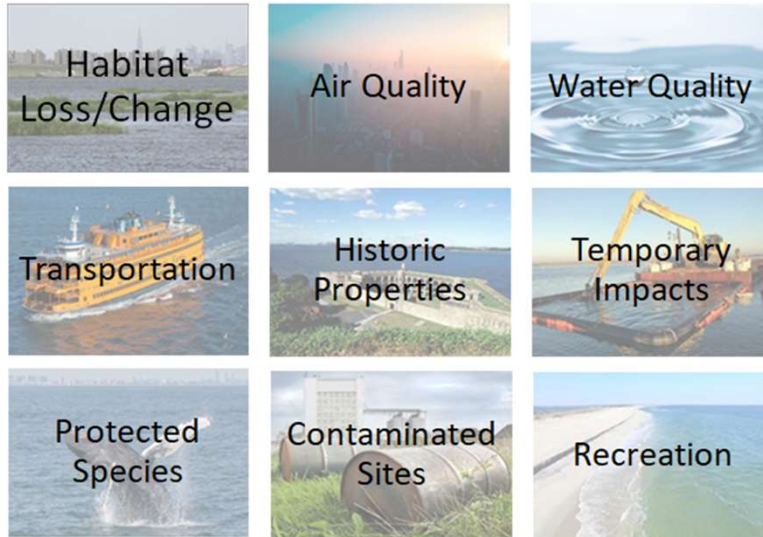 Habitat
Loss/Change
Air Quality
Water Quality
Transportation
Historic
Properties
Temporary
Impacts
Protected
Species
Contaminated
Sites
Recreation